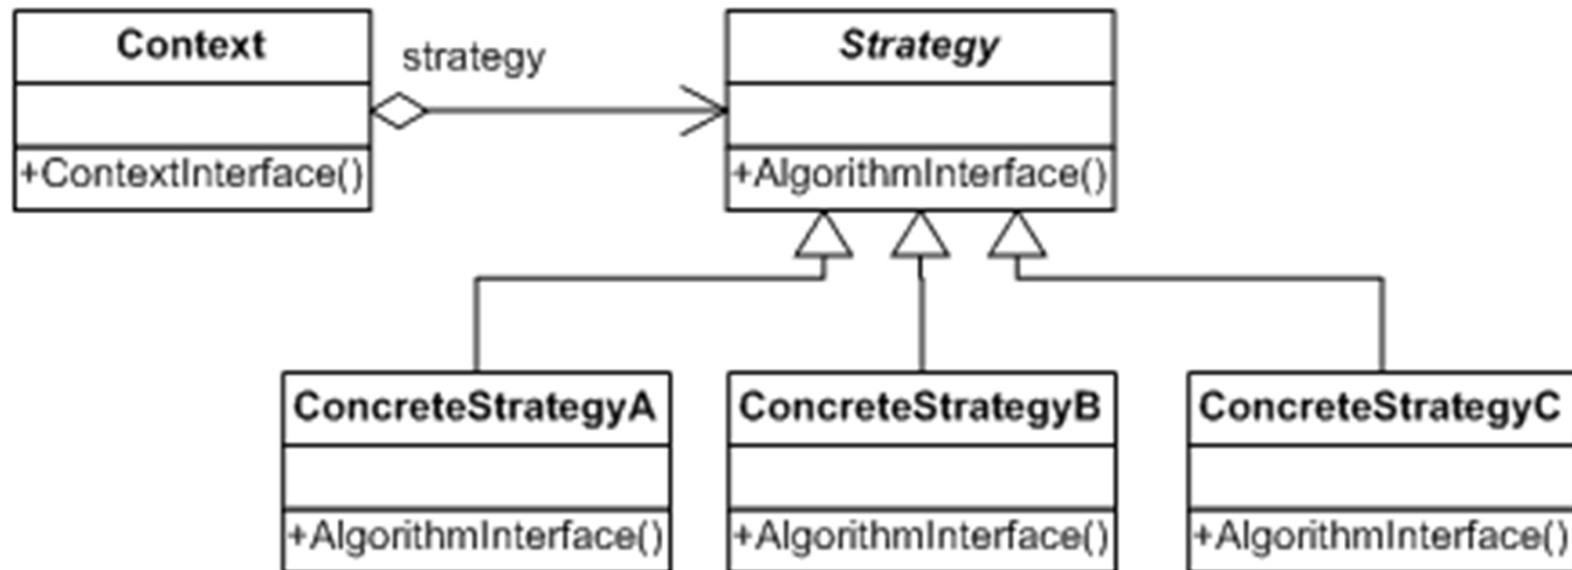 Context
strategy
Strategy
+ContextInterface()
+AlgorithmInterface()
ConcreteStrategyA
ConcreteStrategyB
ConcreteStrategyC
+AlgorithmInterface()
+AlgorithmInterface()
+AlgorithmInterface()